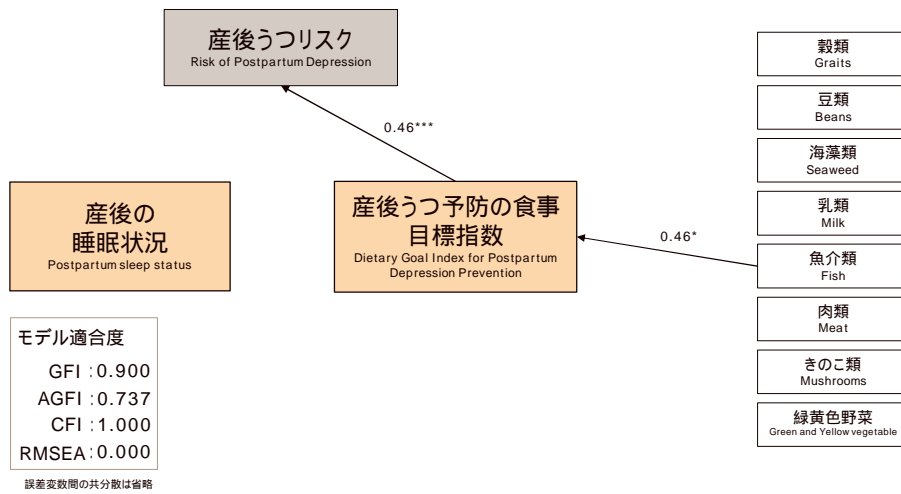 産後うつリスク
Risk of Postpartum Depression
0.46***
産後の
睡眠状況
Postpartum sleep status
産後うつ予防の食事
目標指数
Dietary Goal Index for Postpartum
Depression Prevention
0.46*
穀類
Graits
豆類
Beans
海藻類
Seaweed
乳類
Milk
魚介類
Fish
肉類
Meat
きのこ類
Mushrooms
緑黄色野菜
Green and Yellow vegetable
モデル適合度
GFI :0.900
AGFI :0.737
CFI :1.000
RMSEA :0.000
誤差変数間の共分散は省略